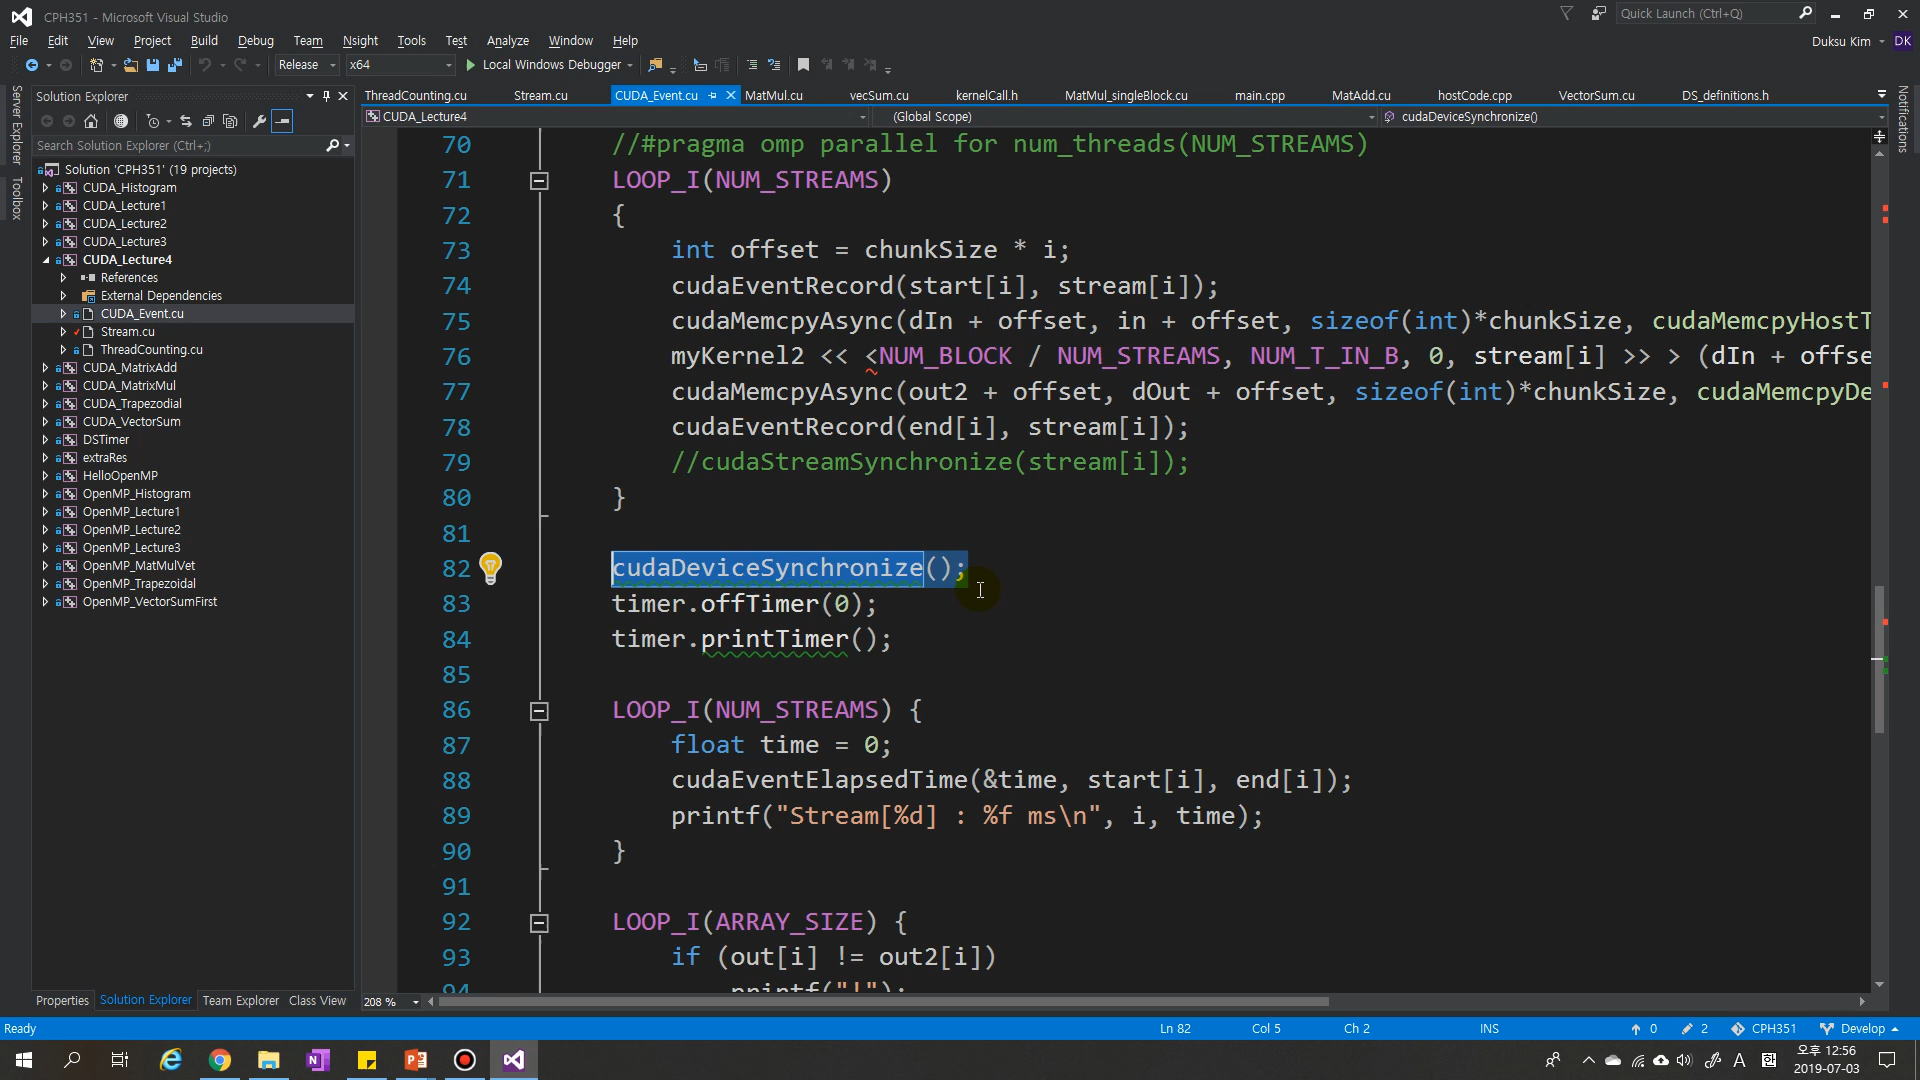 CPH351 - Microsoft Visual Studio
Quick Launch (Ctrl+Q)
File Edit View Project Build Debug Team Nsight Tools Test Analyze Window Help
Duksu Kim DK
Release x64 Local Windows Debugger
Server Explorer
Toolbox
Notifications
Solution Explorer
Search Solution Explorer (Ctrl+;)
Solution 'CPH351' (19 projects)
CUDA_Histogram
CUDA_Lecture1
CUDA_Lecture2
CUDA_Lecture3
CUDA_Lecture4
References
External Dependencies
CUDA_Event.cu
Stream.cu
ThreadCounting.cu
CUDA_MatrixAdd
CUDA_MatrixMul
CUDA_Trapezodial
CUDA_VectorSum
DSTimer
extraRes
HelloOpenMP
OpenMP_Histogram
OpenMP_Lecture1
OpenMP_Lecture2
OpenMP_Lecture3
OpenMP_MatMulVet
OpenMP_Trapezoidal
OpenMP_VectorSumFirst
Properties Solution Explorer Team Explorer Class View
ThreadCounting.cu Stream.cu CUDA_Event.cu MatMul.cu vecSum.cu kernelCall.h MatMul_singleBlock.cu main.cpp MatAdd.cu hostCode.cpp VectorSum.cu DS_definitions.h
CUDA_Lecture4 (Global Scope) cudaDeviceSynchronize()
70 //#pragma omp parallel for num_threads(NUM_STREAMS)
71 LOOP_I(NUM_STREAMS)
72 {
73 int offset = chunkSize * i;
74 cudaEventRecord(start[i], stream[i]);
75 cudaMemcpyAsync(dIn + offset, in + offset, sizeof(int)*chunkSize, cudaMemcpyHostT
76 myKernel2 << <NUM_BLOCK / NUM_STREAMS, NUM_T_IN_B, 0, stream[i] >> > (dIn + offse
77 cudaMemcpyAsync(out2 + offset, dOut + offset, sizeof(int)*chunkSize, cudaMemcpyDe
78 cudaEventRecord(end[i], stream[i]);
79 //cudaStreamSynchronize(stream[i]);
80 }
81
82 cudaDeviceSynchronize();
83 timer.offTimer(0);
84 timer.printTimer();
85
86 LOOP_I(NUM_STREAMS) {
87 float time = 0;
88 cudaEventElapsedTime(&time, start[i], end[i]);
89 printf("Stream[%d] : %f ms\n", i, time);
90 }
91
92 LOOP_I(ARRAY_SIZE) {
93 if (out[i] != out2[i])
94 printf("!");
208 %
Ready Ln 82 Col 5 Ch 2 INS 0 2 CPH351 Develop
A 오후 12:56
2019-07-03